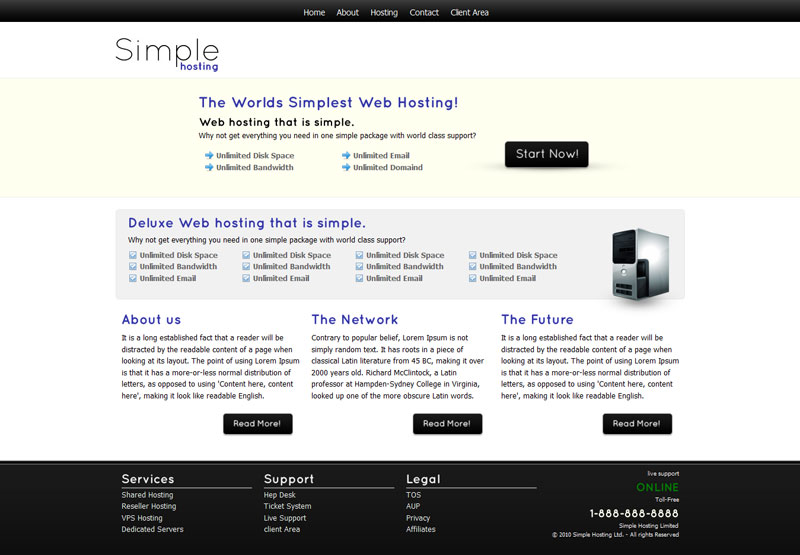 Home About Hosting Contact Client Area
Simple
hosting
The Worlds Simplest Web Hosting!
Web hosting that is simple.
Why not get everything you need in one simple package with world class support?
Unlimited Disk Space Unlimited Email
Unlimited Bandwidth Unlimited Domaind
Start Now!
Deluxe Web hosting that is simple.
Why not get everything you need in one simple package with world class support?
Unlimited Disk Space Unlimited Disk Space Unlimited Disk Space Unlimited Disk Space
Unlimited Bandwidth Unlimited Bandwidth Unlimited Bandwidth Unlimited Bandwidth
Unlimited Email Unlimited Email Unlimited Email Unlimited Email
About us
It is a long established fact that a reader will be
distracted by the readable content of a page when
looking at its layout. The point of using Lorem Ipsum
is that it has a more-or-less normal distribution of
letters, as opposed to using 'Content here, content
here', making it look like readable English.
Read More!
The Network
Contrary to popular belief, Lorem Ipsum is not
simply random text. It has roots in a piece of
classical Latin literature from 45 BC, making it over
2000 years old. Richard McClintock, a Latin
professor at Hampden-Sydney College in Virginia,
looked up one of the more obscure Latin words.
Read More!
The Future
It is a long established fact that a reader will be
distracted by the readable content of a page when
looking at its layout. The point of using Lorem Ipsum
is that it has a more-or-less normal distribution of
letters, as opposed to using 'Content here, content
here', making it look like readable English.
Read More!
Services
Shared Hosting
Reseller Hosting
VPS Hosting
Dedicated Servers
Support
Hep Desk
Ticket System
Live Support
client Area
Legal
TOS
AUP
Privacy
Affiliates
live support
ONLINE
Toll-Free
1-888-888-8888
Simple Hosting Limited
© 2010 Simple Hosting Ltd. - All rights Reserved